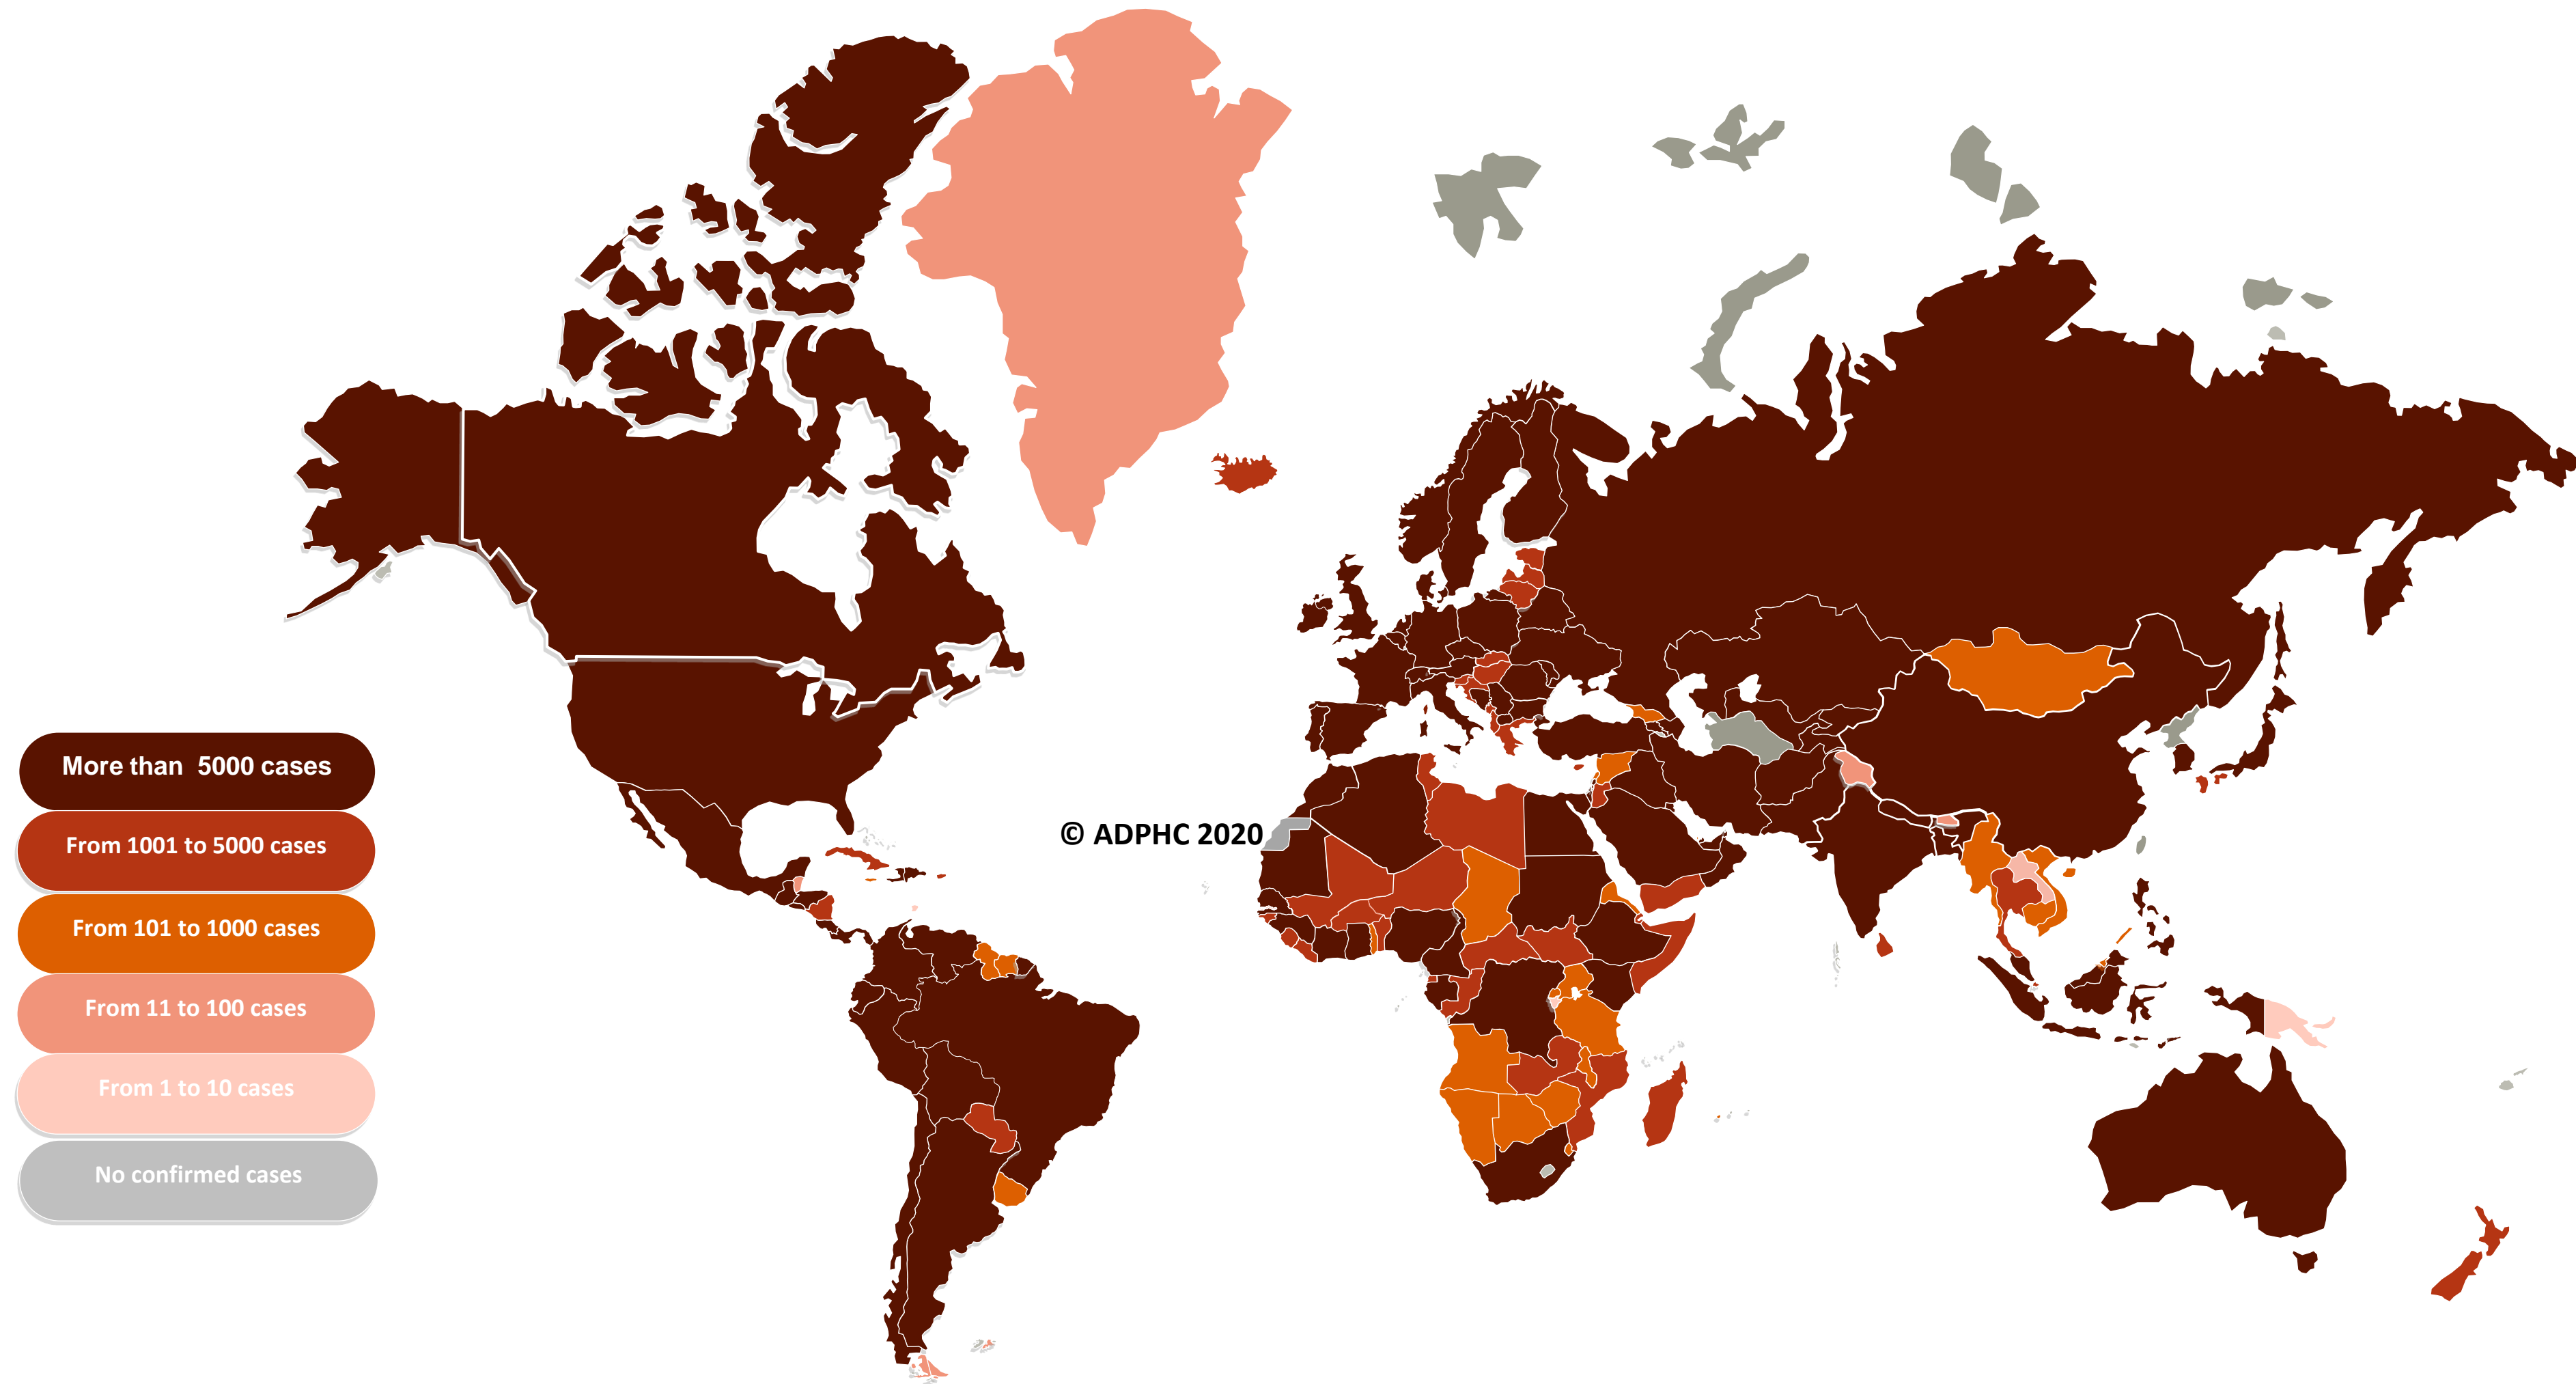 More than  5000 cases
From 1001 to 5000 cases
© ADPHC 2020
From 101 to 1000 cases
From 11 to 100 cases
From 1 to 10 cases
No confirmed cases